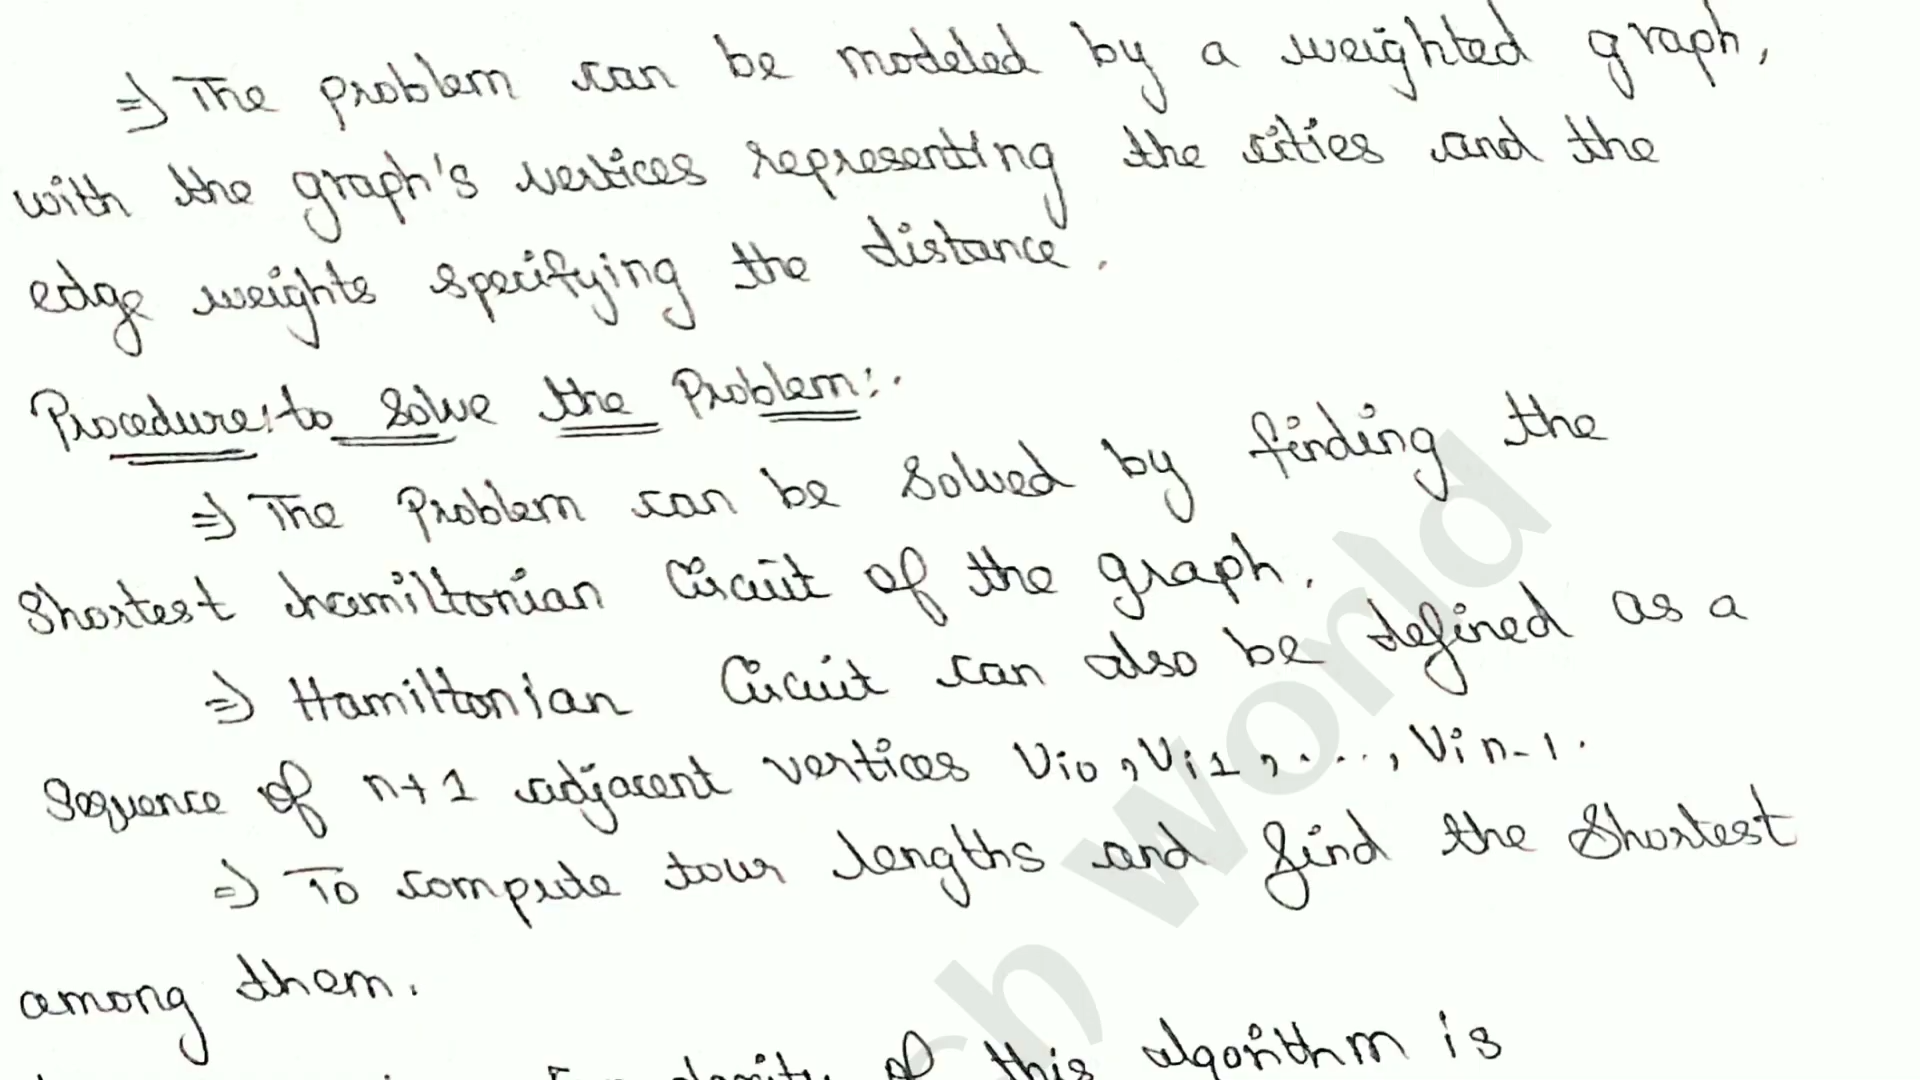 =) The problem can be modeled by a weighted graph,
with the graph's vertices representing the cities and the
edge weights specifying the distance.
Procedure: to solve the Problem:.
=) The Problem can be solved by finding the
Shortest hamiltonian Circuit of the graph.
=) Hamiltonian Circuit can also be defined as a
Sequence of n+1 adjacent vertices Vi0, Vi1, ..., Vin-1.
=) To compute tour lengths and find the Shortest
among them.
of this algorithm is
world